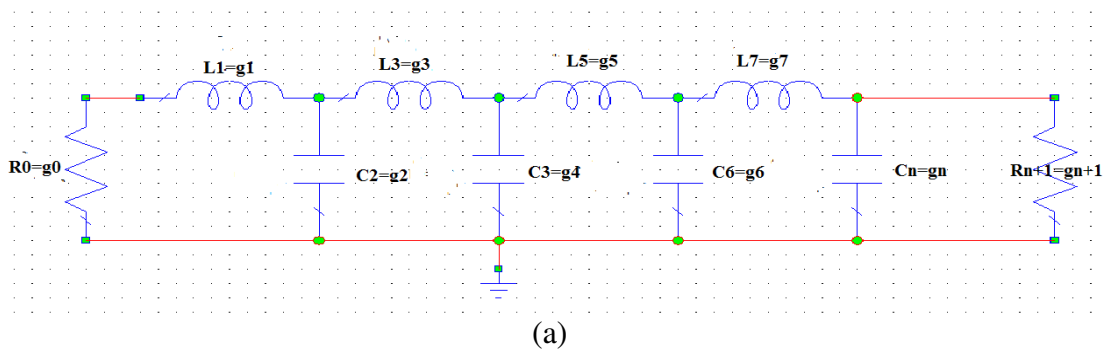 L1=g1 L3=g3 L5=g5 L7=g7
R0=g0 C2=g2 C3=g4 C6=g6 Cn=gn Rn+1=gn+1
(a)